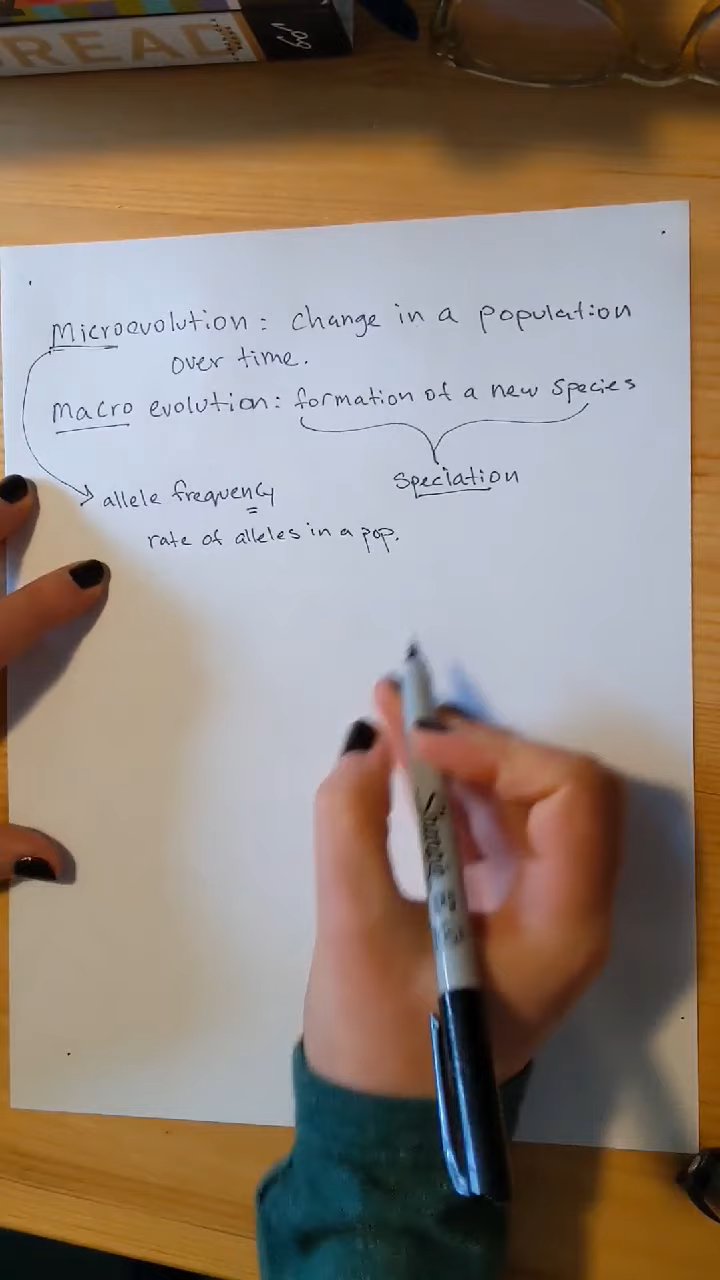 READ
Microevolution: change in a population
over time.
Macro evolution: formation of a new species
speciation
allele frequency
rate of alleles in a pop.
Sharpie